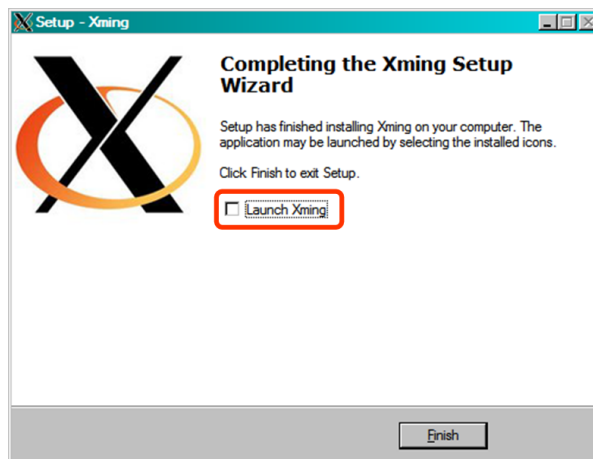 Setup - Xming
Completing the Xming Setup
Wizard
Setup has finished installing Xming on your computer. The
application may be launched by selecting the installed icons.
Click Finish to exit Setup.
Launch Xming
Finish